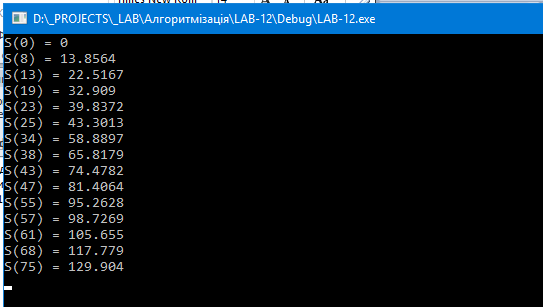 D:\_PROJECTS\_LAB\Алгоритмізація\LAB-12\Debug\LAB-12.exe
S(0) = 0
S(8) = 13.8564
S(13) = 22.5167
S(19) = 32.909
S(23) = 39.8372
S(25) = 43.3013
S(34) = 58.8897
S(38) = 65.8179
S(43) = 74.4782
S(47) = 81.4064
S(55) = 95.2628
S(57) = 98.7269
S(61) = 105.655
S(68) = 117.779
S(75) = 129.904